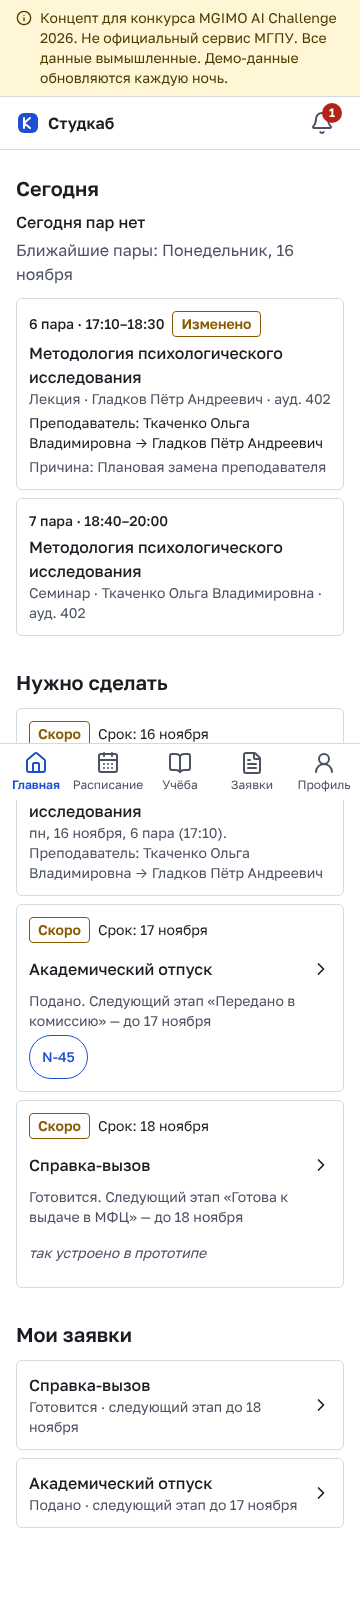 Концепт для конкурса MGIMO AI Challenge
2026. Не официальный сервис МГПУ. Все
данные вымышленные. Демо-данные
обновляются каждую ночь.
Студкаб
1
Сегодня
Сегодня пар нет
Ближайшие пары: Понедельник, 16
ноября
6 пара · 17:10–18:30 Изменено
Методология психологического
исследования
Лекция · Гладков Пётр Андреевич · ауд. 402
Преподаватель: Ткаченко Ольга
Владимировна → Гладков Пётр Андреевич
Причина: Плановая замена преподавателя
7 пара · 18:40–20:00
Методология психологического
исследования
Семинар · Ткаченко Ольга Владимировна ·
ауд. 402
Нужно сделать
Скоро Срок: 16 ноября
Главная Расписание Учёба Заявки Профиль
исследования
пн, 16 ноября, 6 пара (17:10).
Преподаватель: Ткаченко Ольга
Владимировна → Гладков Пётр Андреевич
Скоро Срок: 17 ноября
Академический отпуск
Подано. Следующий этап «Передано в
комиссию» — до 17 ноября
N-45
Скоро Срок: 18 ноября
Справка-вызов
Готовится. Следующий этап «Готова к
выдаче в МФЦ» — до 18 ноября
так устроено в прототипе
Мои заявки
Справка-вызов
Готовится · следующий этап до 18
ноября
Академический отпуск
Подано · следующий этап до 17 ноября